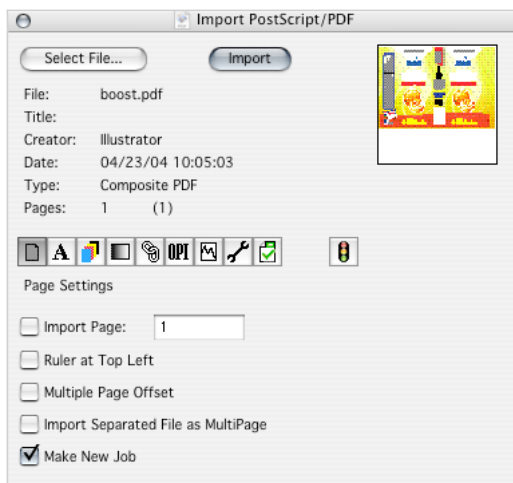 Import PostScript/PDF
Select File... Import
File: boost.pdf
Title:
Creator: Illustrator
Date: 04/23/04 10:05:03
Type: Composite PDF
Pages: 1 (1)
A OPI
Page Settings
Import Page: 1
Ruler at Top Left
Multiple Page Offset
Import Separated File as MultiPage
Make New Job